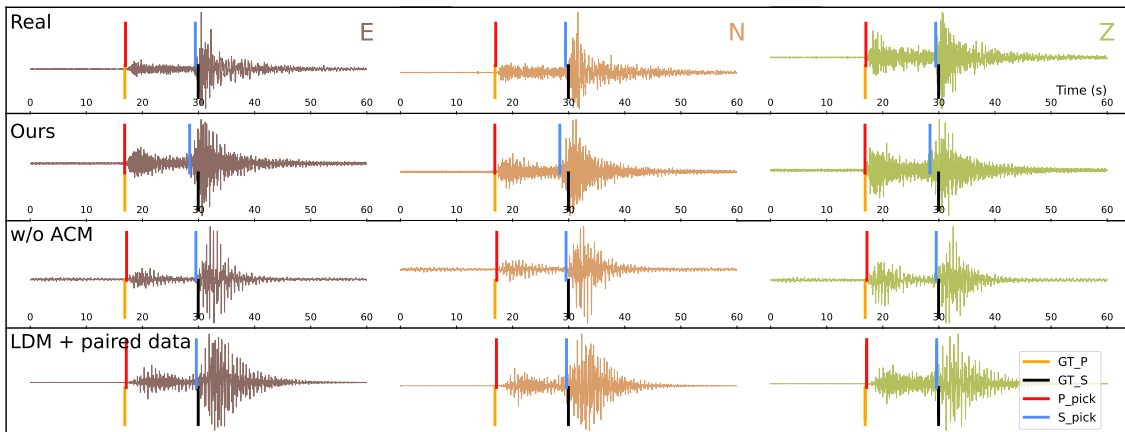 Real
E
N
Z
Time (s)
0 10 20 30 40 50 60 0 10 20 30 40 50 60 0 10 20 30 40 50 60
Ours
0 10 20 30 40 50 60 0 10 20 30 40 50 60 0 10 20 30 40 50 60
w/o ACM
0 10 20 30 40 50 60 0 10 20 30 40 50 60 0 10 20 30 40 50 60
LDM + paired data
GT_P
GT_S
P_pick
S_pick